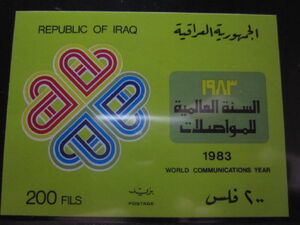 REPUBLIC OF IRAQ
الجمهورية العراقية
١٩٨٣
السنة العالمية
للمواصلات
1983
WORLD COMMUNICATIONS YEAR
200 FILS
بريد
POSTAGE
٢٠٠ فلس